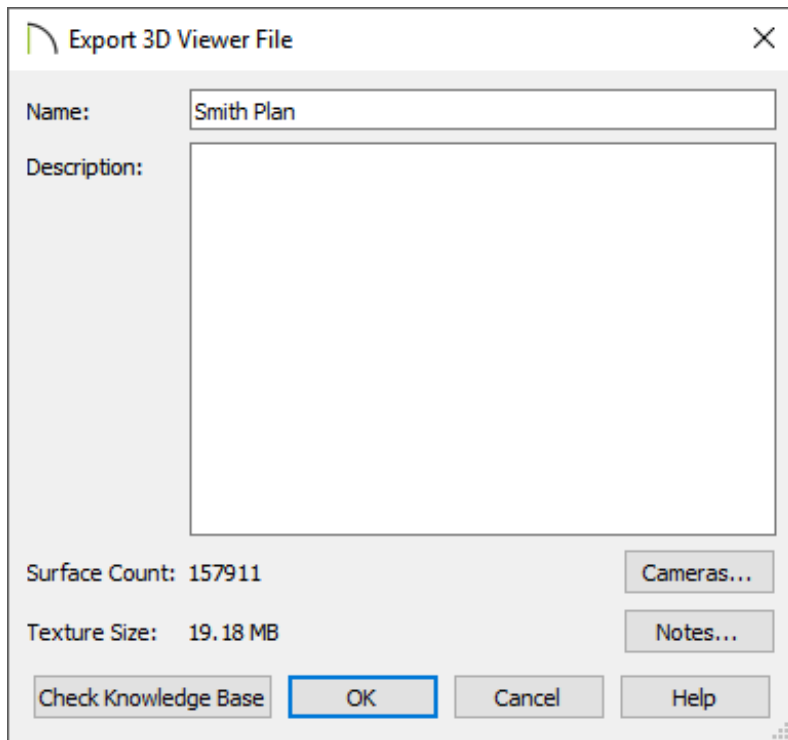 Export 3D Viewer File
Name: Smith Plan
Description:
Surface Count: 157911 Cameras...
Texture Size: 19.18 MB Notes...
Check Knowledge Base OK Cancel Help